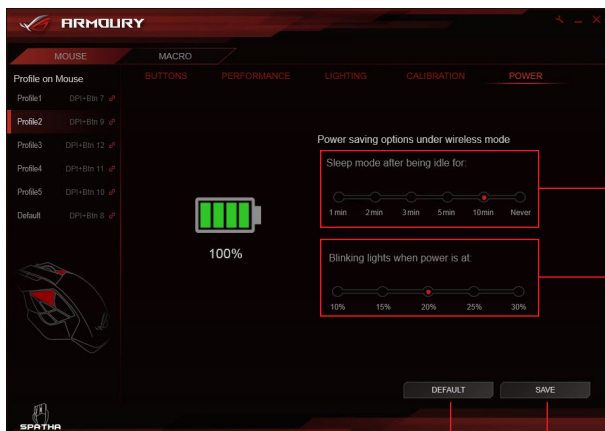 ARMOURY
MOUSE MACRO
Profile on Mouse
BUTTONS PERFORMANCE LIGHTING CALIBRATION POWER
Profile1 DPI+Btn 7
Profile2 DPI+Btn 9
Profile3 DPI+Btn 12
Profile4 DPI+Btn 11
Profile5 DPI+Btn 10
Default DPI+Btn 8
100%
Power saving options under wireless mode
Sleep mode after being idle for:
1 min 2 min 3 min 5 min 10min Never
Blinking lights when power is at:
10% 15% 20% 25% 30%
DEFAULT SAVE
SPATHA